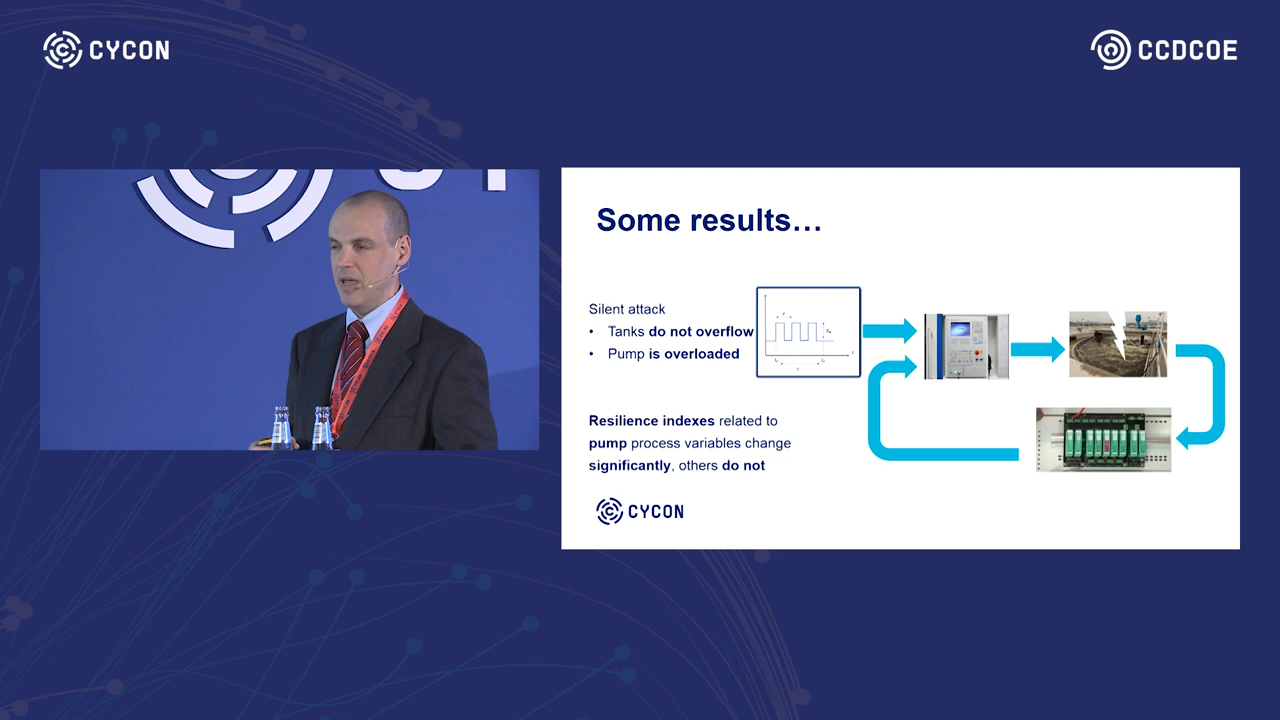 CYCON
CCDCOE
Some results…
Silent attack
• Tanks do not overflow
• Pump is overloaded
Resilience indexes related to
pump process variables change
significantly, others do not
CYCON